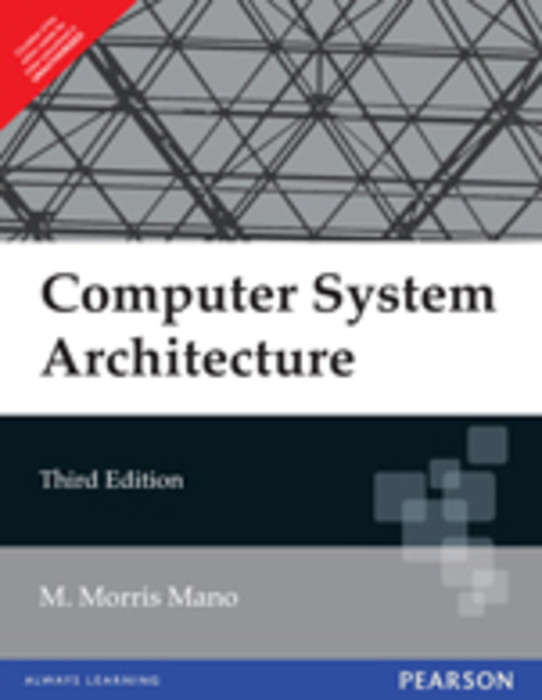 Computer System
Architecture
Third Edition
M. Morris Mano
ALWAYS LEARNING
PEARSON